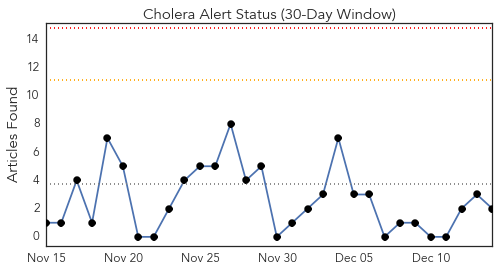 Cholera Alert Status (30-Day Window)
Articles Found
14
12
10
8
6
4
2
0
Nov 15 Nov 20 Nov 25 Nov 30 Dec 05 Dec 10